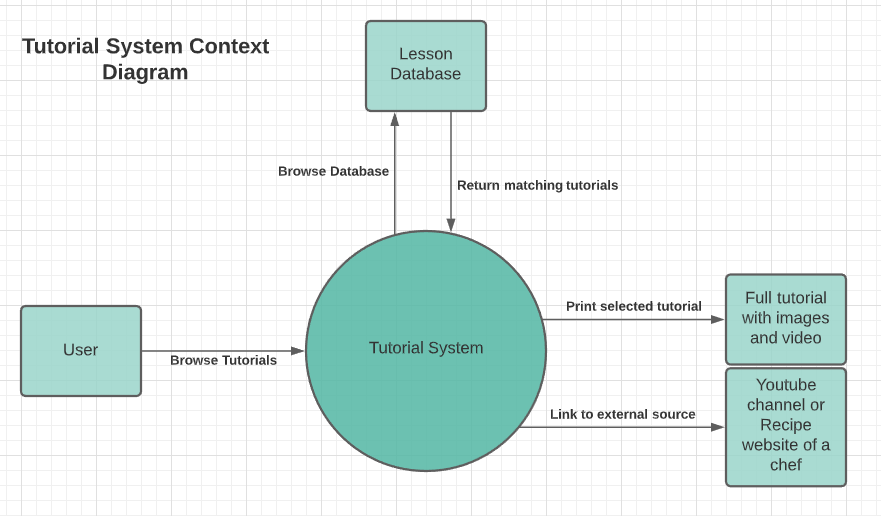 Tutorial System Context
Diagram
Lesson
Database
Browse Database
Return matching tutorials
User
Browse Tutorials
Tutorial System
Print selected tutorial
Full tutorial
with images
and video
Link to external source
Youtube
channel or
Recipe
website of a
chef